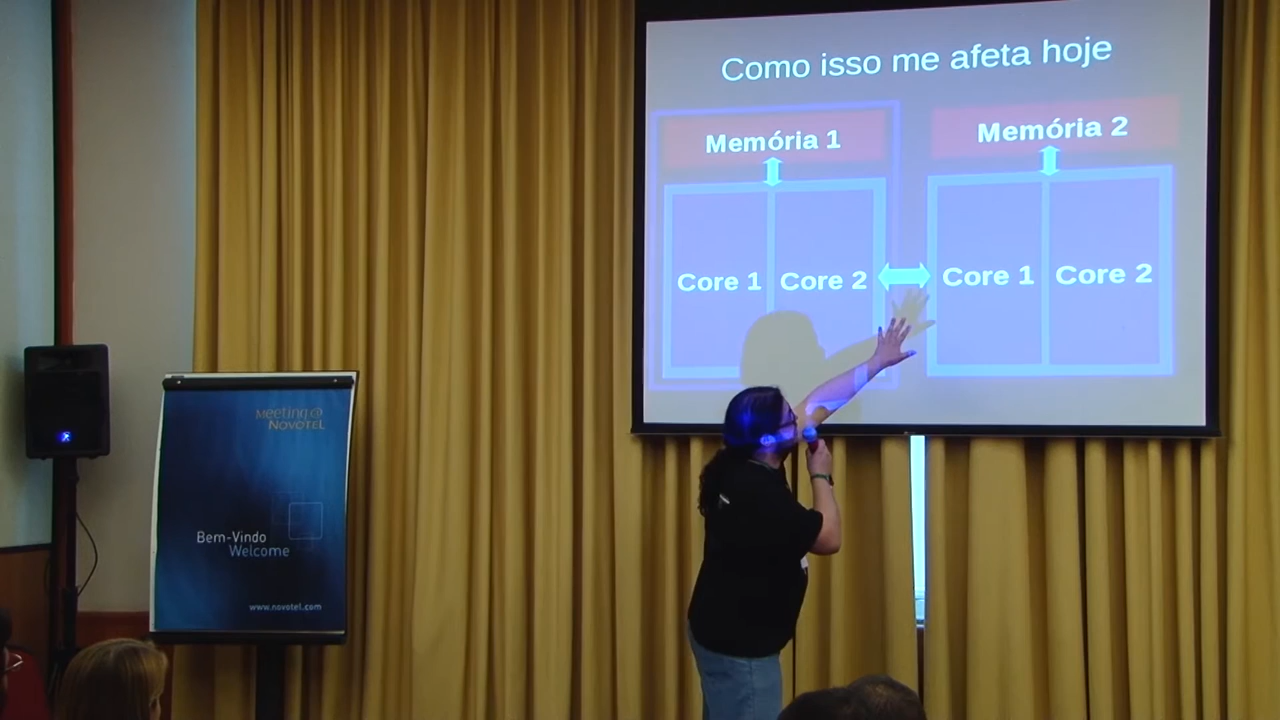 Como isso me afeta hoje
Memória 1
Memória 2
Core 1
Core 2
Core 1
Core 2
Meeting@
NOVOTEL
Bem-Vindo
Welcome
www.novotel.com